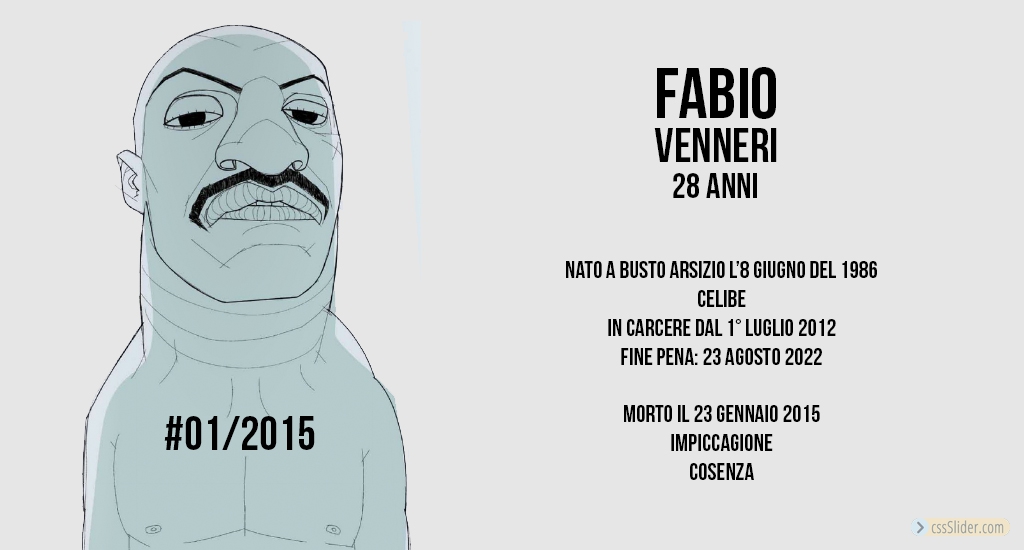 FABIO
VENNERI
28 ANNI
NATO A BUSTO ARSIZIO L'8 GIUGNO DEL 1986
CELIBE
IN CARCERE DAL 1° LUGLIO 2012
FINE PENA: 23 AGOSTO 2022
MORTO IL 23 GENNAIO 2015
IMPICCAGIONE
COSENZA
#01/2015
cssSlider.com